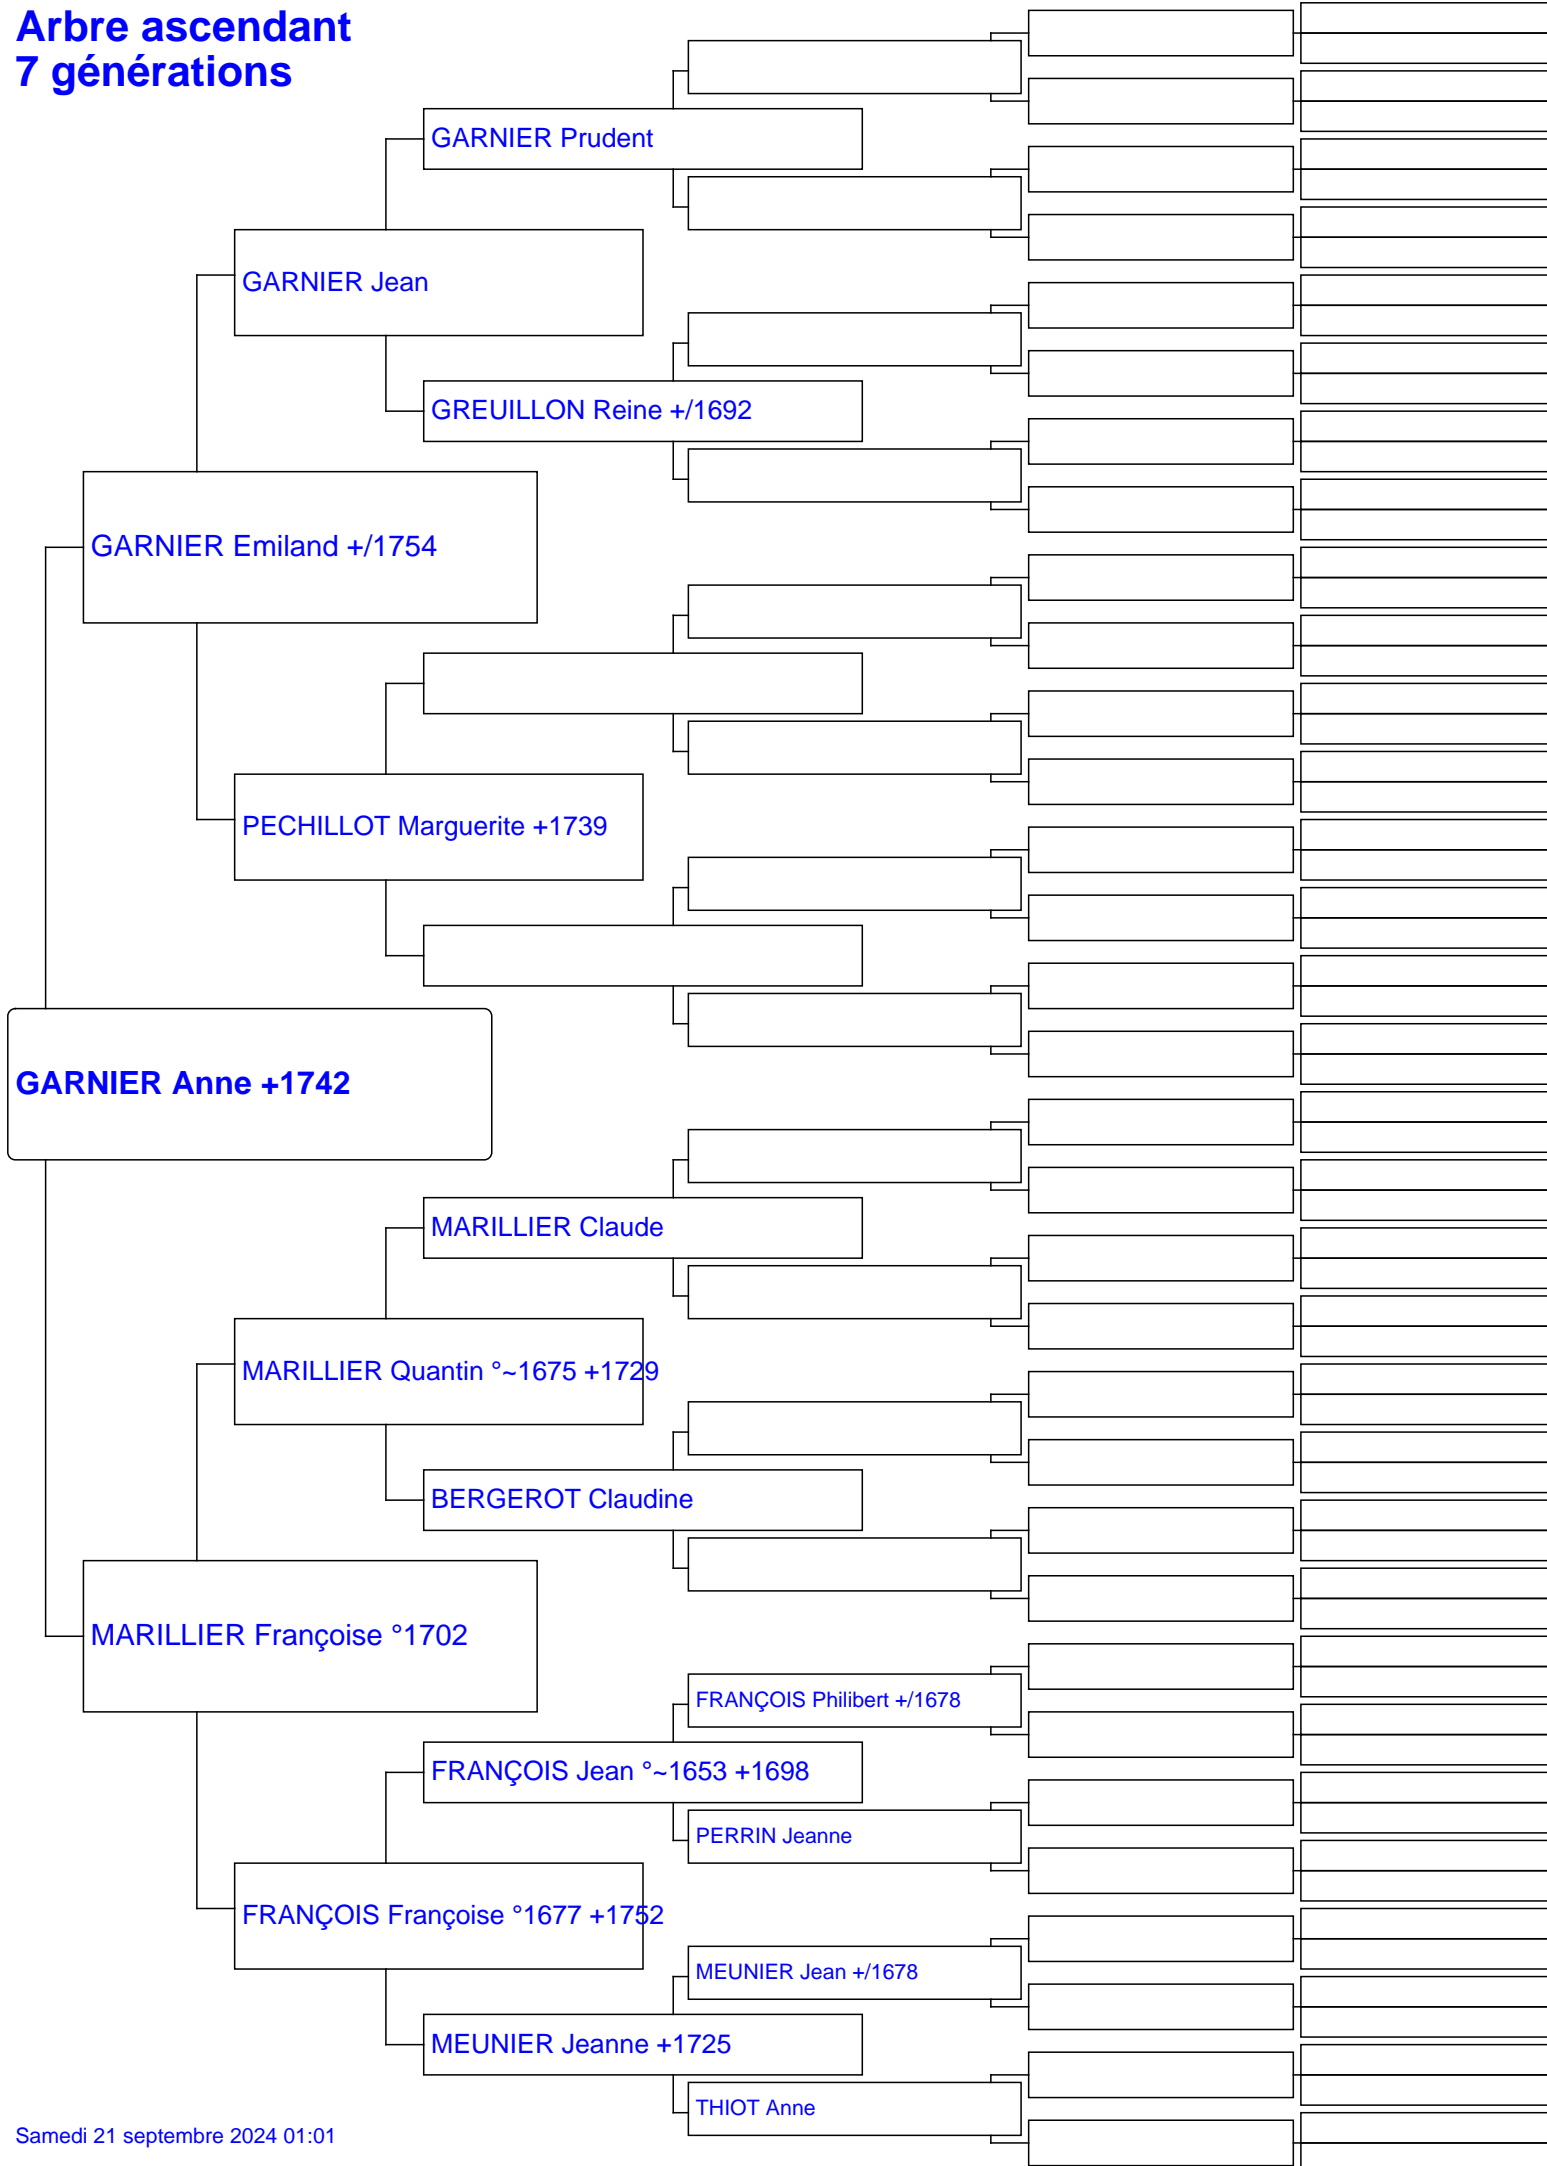 Arbre ascendant
7 générations
GARNIER Prudent
GARNIER Jean
GREUILLON Reine +/1692
GARNIER Emiland +/1754
PECHILLOT Marguerite +1739
GARNIER Anne +1742
MARILLIER Claude
MARILLIER Quantin °~1675 +1729
BERGEROT Claudine
MARILLIER Françoise °1702
FRANÇOIS Philibert +/1678
FRANÇOIS Jean °~1653 +1698
PERRIN Jeanne
FRANÇOIS Françoise °1677 +1752
MEUNIER Jean +/1678
MEUNIER Jeanne +1725
THIOT Anne
Samedi 21 septembre 2024 01:01